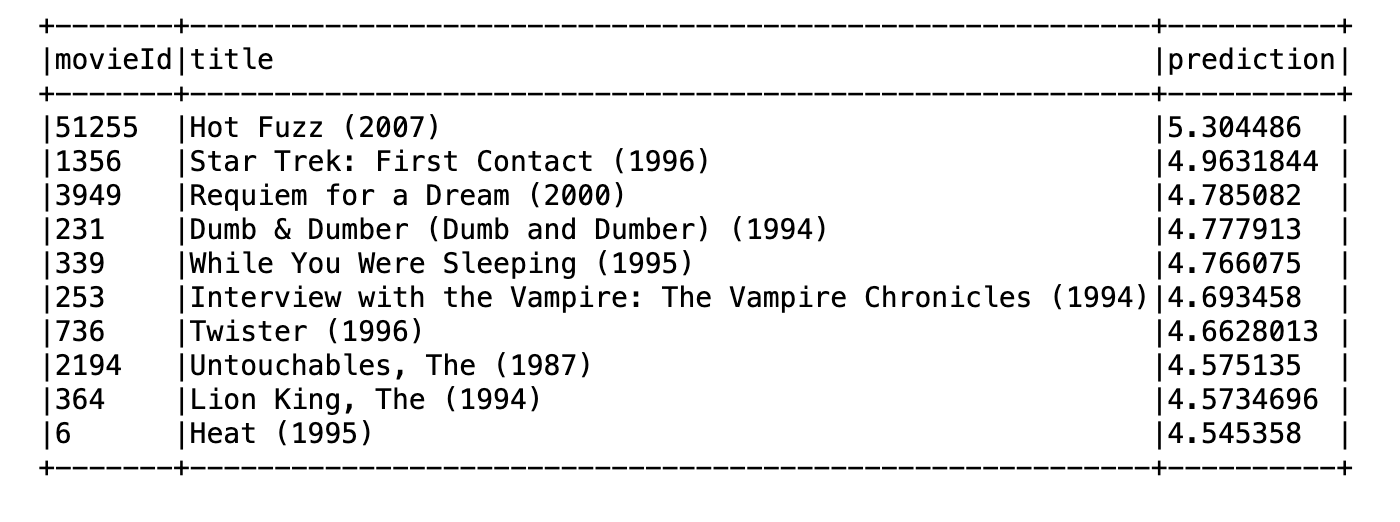 +-------+---------------------------------------------------------+----------+
|movieId|title                                                    |prediction|
+-------+---------------------------------------------------------+----------+
|51255  |Hot Fuzz (2007)                                          |5.304486  |
|1356   |Star Trek: First Contact (1996)                          |4.9631844 |
|3949   |Requiem for a Dream (2000)                               |4.785082  |
|231    |Dumb & Dumber (Dumb and Dumber) (1994)                   |4.777913  |
|339    |While You Were Sleeping (1995)                           |4.766075  |
|253    |Interview with the Vampire: The Vampire Chronicles (1994)|4.693458  |
|736    |Twister (1996)                                           |4.6628013 |
|2194   |Untouchables, The (1987)                                 |4.575135  |
|364    |Lion King, The (1994)                                    |4.5734696 |
|6      |Heat (1995)                                              |4.545358  |
+-------+---------------------------------------------------------+----------+